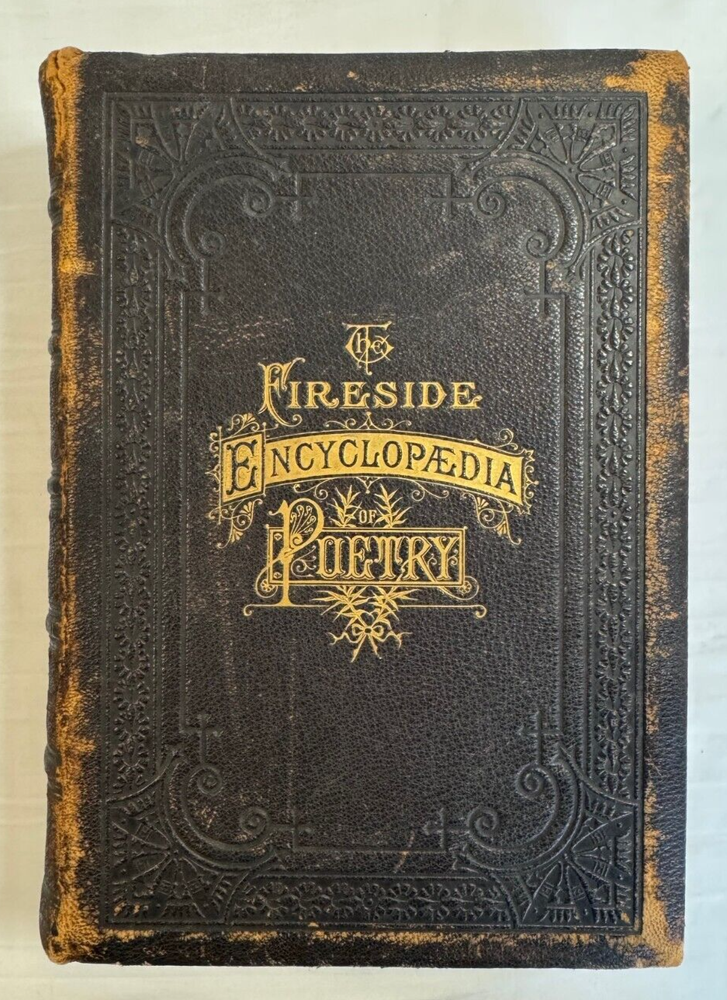 The
FIRESIDE
ENCYCLOPÆDIA
OF
POETRY